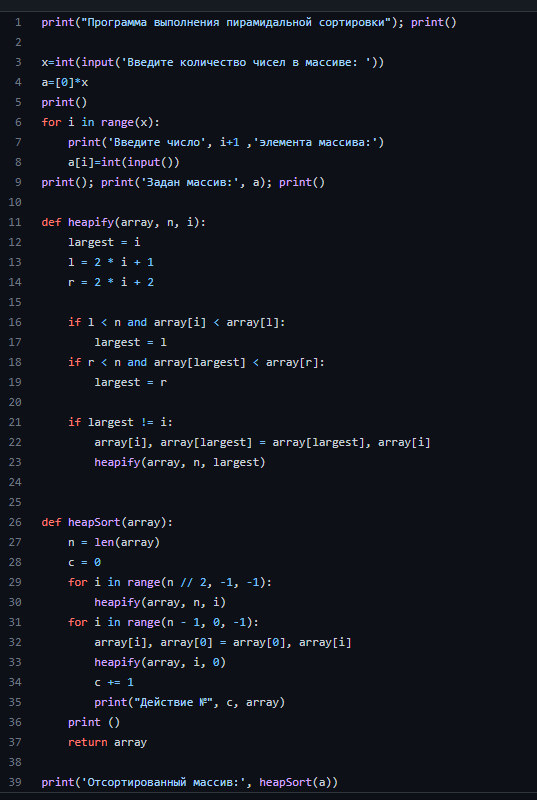 1 print("Программа выполнения пирамидальной сортировки"); print()
2
3 x=int(input('Введите количество чисел в массиве: '))
4 a=[0]*x
5 print()
6 for i in range(x):
7     print('Введите число', i+1 ,'элемента массива:')
8     a[i]=int(input())
9 print(); print('Задан массив:', a); print()
10
11 def heapify(array, n, i):
12     largest = i
13     l = 2 * i + 1
14     r = 2 * i + 2
15
16     if l < n and array[i] < array[l]:
17         largest = l
18     if r < n and array[largest] < array[r]:
19         largest = r
20
21     if largest != i:
22         array[i], array[largest] = array[largest], array[i]
23         heapify(array, n, largest)
24
25
26 def heapSort(array):
27     n = len(array)
28     c = 0
29     for i in range(n // 2, -1, -1):
30         heapify(array, n, i)
31     for i in range(n - 1, 0, -1):
32         array[i], array[0] = array[0], array[i]
33         heapify(array, i, 0)
34         c += 1
35         print("Действие №", c, array)
36     print ()
37     return array
38
39 print('Отсортированный массив:', heapSort(a))